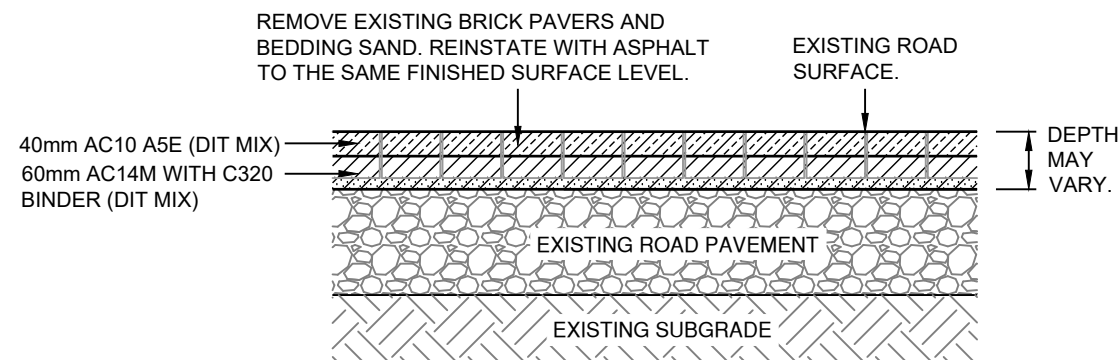 REMOVE EXISTING BRICK PAVERS AND
BEDDING SAND. REINSTATE WITH ASPHALT
TO THE SAME FINISHED SURFACE LEVEL.
EXISTING ROAD
SURFACE.
40mm AC10 A5E (DIT MIX)
60mm AC14M WITH C320
BINDER (DIT MIX)
DEPTH
MAY
VARY.
EXISTING ROAD PAVEMENT
EXISTING SUBGRADE